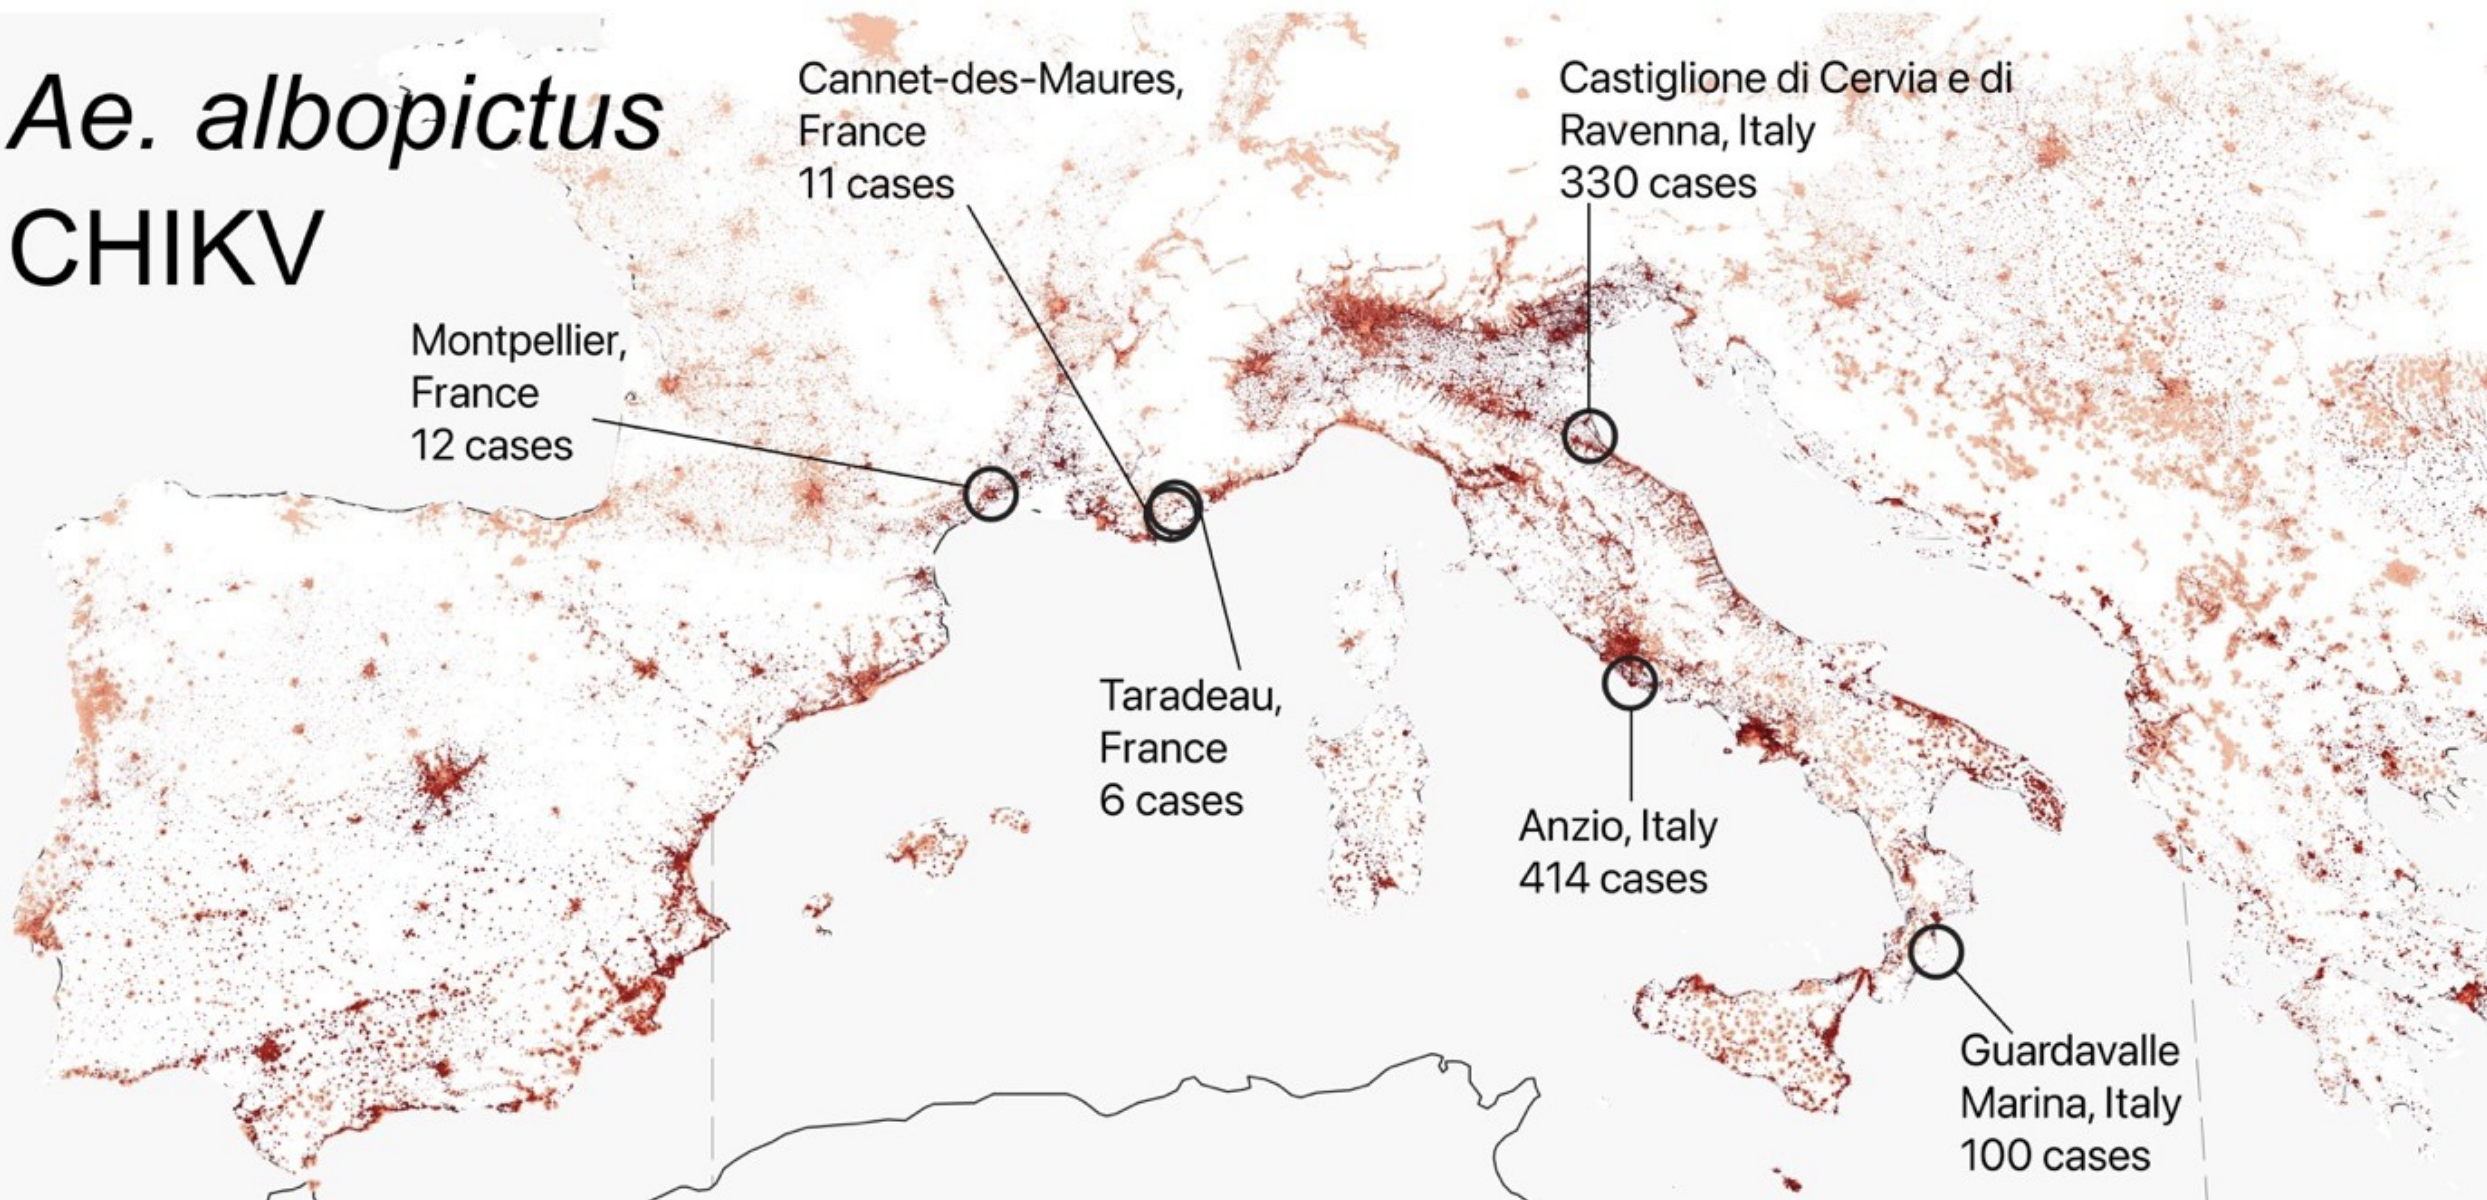 Ae. albopictus
CHIKV
Cannet-des-Maures,
France
11 cases
Castiglione di Cervia e di
Ravenna, Italy
330 cases
Montpellier,
France
12 cases
Taradeau,
France
6 cases
Anzio, Italy
414 cases
Guardavalle
Marina, Italy
100 cases